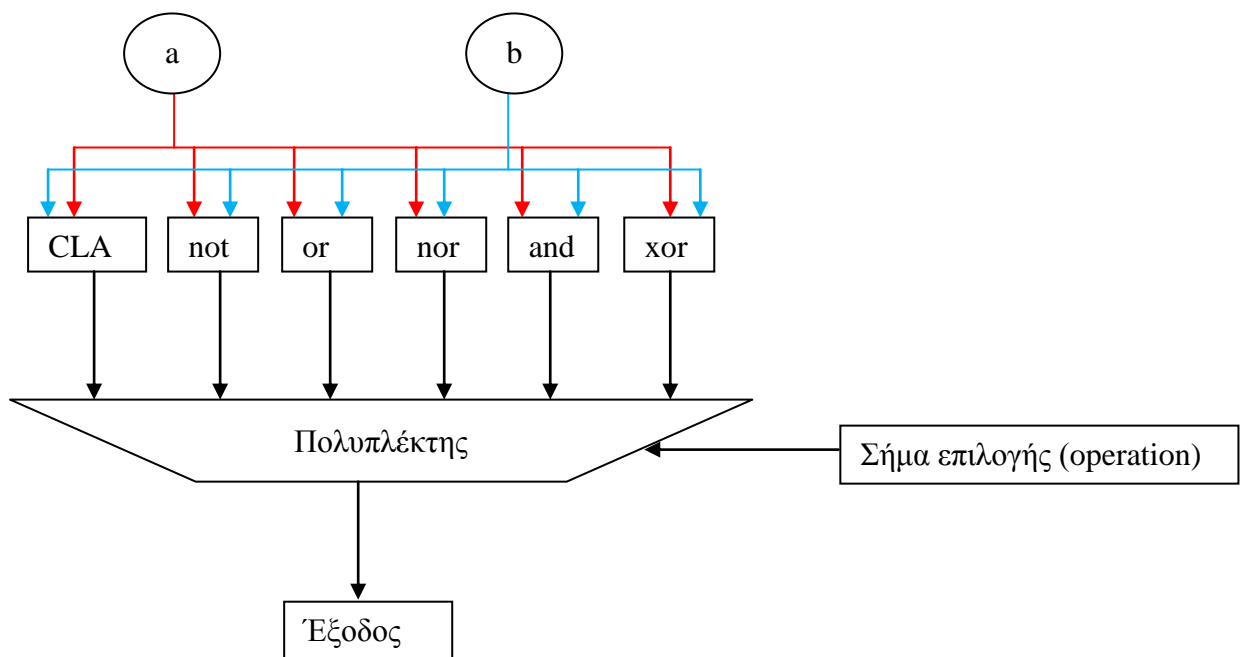 a
b
CLA
not
or
nor
and
xor
Πολυπλέκτης
Σήμα επιλογής (operation)
Έξοδος